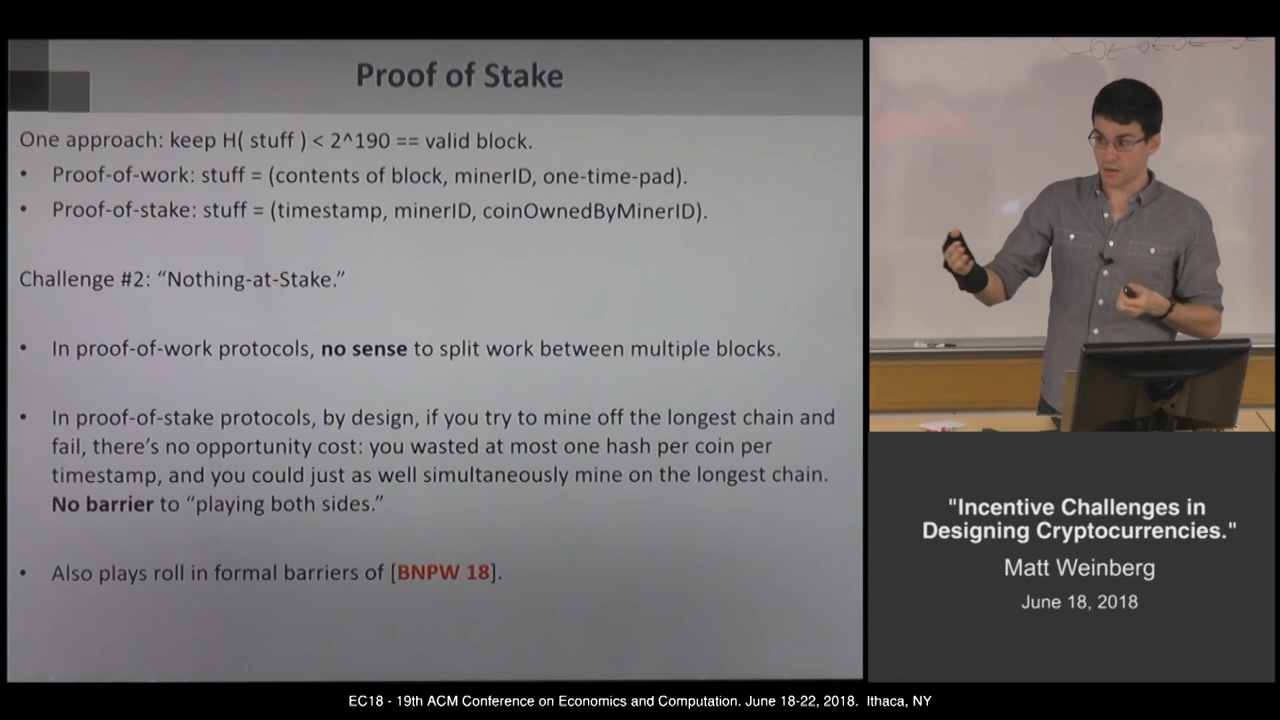 Proof of Stake
One approach: keep H( stuff ) < 2^190 == valid block.
• Proof-of-work: stuff = (contents of block, minerID, one-time-pad).
• Proof-of-stake: stuff = (timestamp, minerID, coinOwnedByMinerID).
Challenge #2: “Nothing-at-Stake.”
• In proof-of-work protocols, no sense to split work between multiple blocks.
• In proof-of-stake protocols, by design, if you try to mine off the longest chain and
fail, there’s no opportunity cost: you wasted at most one hash per coin per
timestamp, and you could just as well simultaneously mine on the longest chain.
No barrier to “playing both sides.”
• Also plays roll in formal barriers of [BNPW 18].
"Incentive Challenges in
Designing Cryptocurrencies."
Matt Weinberg
June 18, 2018
EC18 - 19th ACM Conference on Economics and Computation. June 18-22, 2018. Ithaca, NY